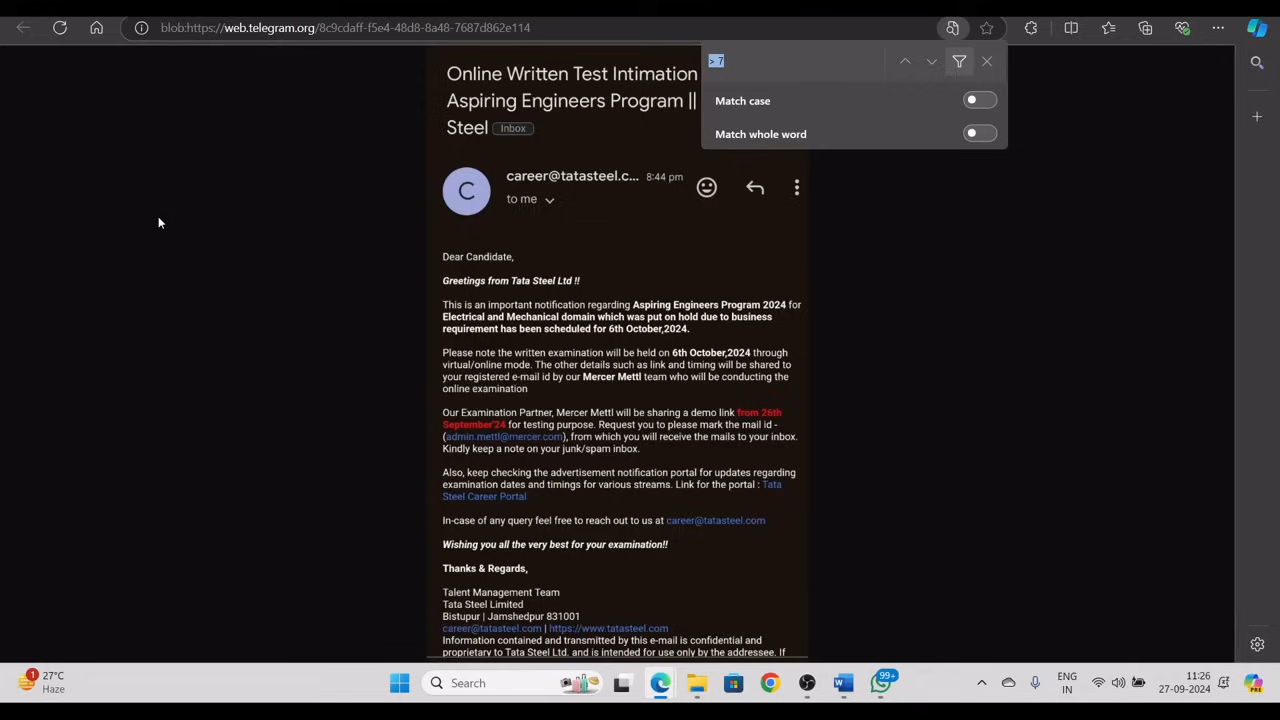 blob:https://web.telegram.org/8c9cdaff-f5e4-48d8-8a48-7687d862e114
> 7
Match case
Match whole word
Online Written Test Intimation
Aspiring Engineers Program ||
Steel Inbox
C
career@tatasteel.c... 8:44 pm
to me
Dear Candidate,
Greetings from Tata Steel Ltd !!
This is an important notification regarding Aspiring Engineers Program 2024 for
Electrical and Mechanical domain which was put on hold due to business
requirement has been scheduled for 6th October,2024.
Please note the written examination will be held on 6th October,2024 through
virtual/online mode. The other details such as link and timing will be shared to
your registered e-mail id by our Mercer Mettl team who will be conducting the
online examination
Our Examination Partner, Mercer Mettl will be sharing a demo link from 26th
September'24 for testing purpose. Request you to please mark the mail id -
(admin.mettl@mercer.com), from which you will receive the mails to your inbox.
Kindly keep a note on your junk/spam inbox.
Also, keep checking the advertisement notification portal for updates regarding
examination dates and timings for various streams. Link for the portal : Tata
Steel Career Portal
In-case of any query feel free to reach out to us at career@tatasteel.com
Wishing you all the very best for your examination!!
Thanks & Regards,
Talent Management Team
Tata Steel Limited
Bistupur | Jamshedpur 831001
career@tatasteel.com | https://www.tatasteel.com
Information contained and transmitted by this e-mail is confidential and
proprietary to Tata Steel Ltd. and is intended for use only by the addressee. If
1
27°C
Haze
Search
99+
ENG
IN
11:26
27-09-2024
PRE